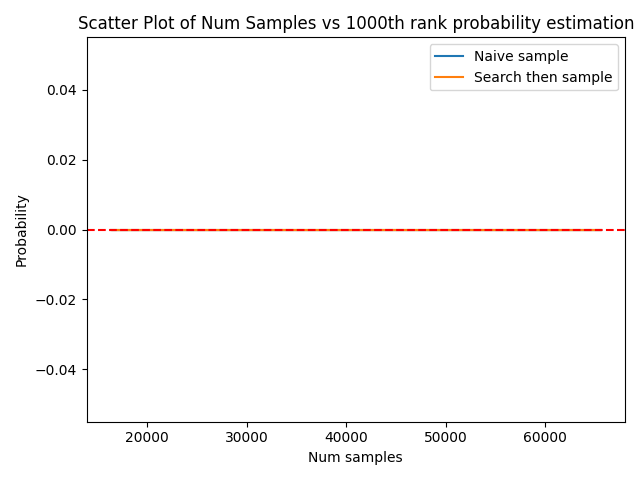 Scatter Plot of Num Samples vs 1000th rank probability estimation
Naive sample
Search then sample
Probability
0.04
0.02
0.00
−0.02
−0.04
20000
30000
40000
50000
60000
Num samples